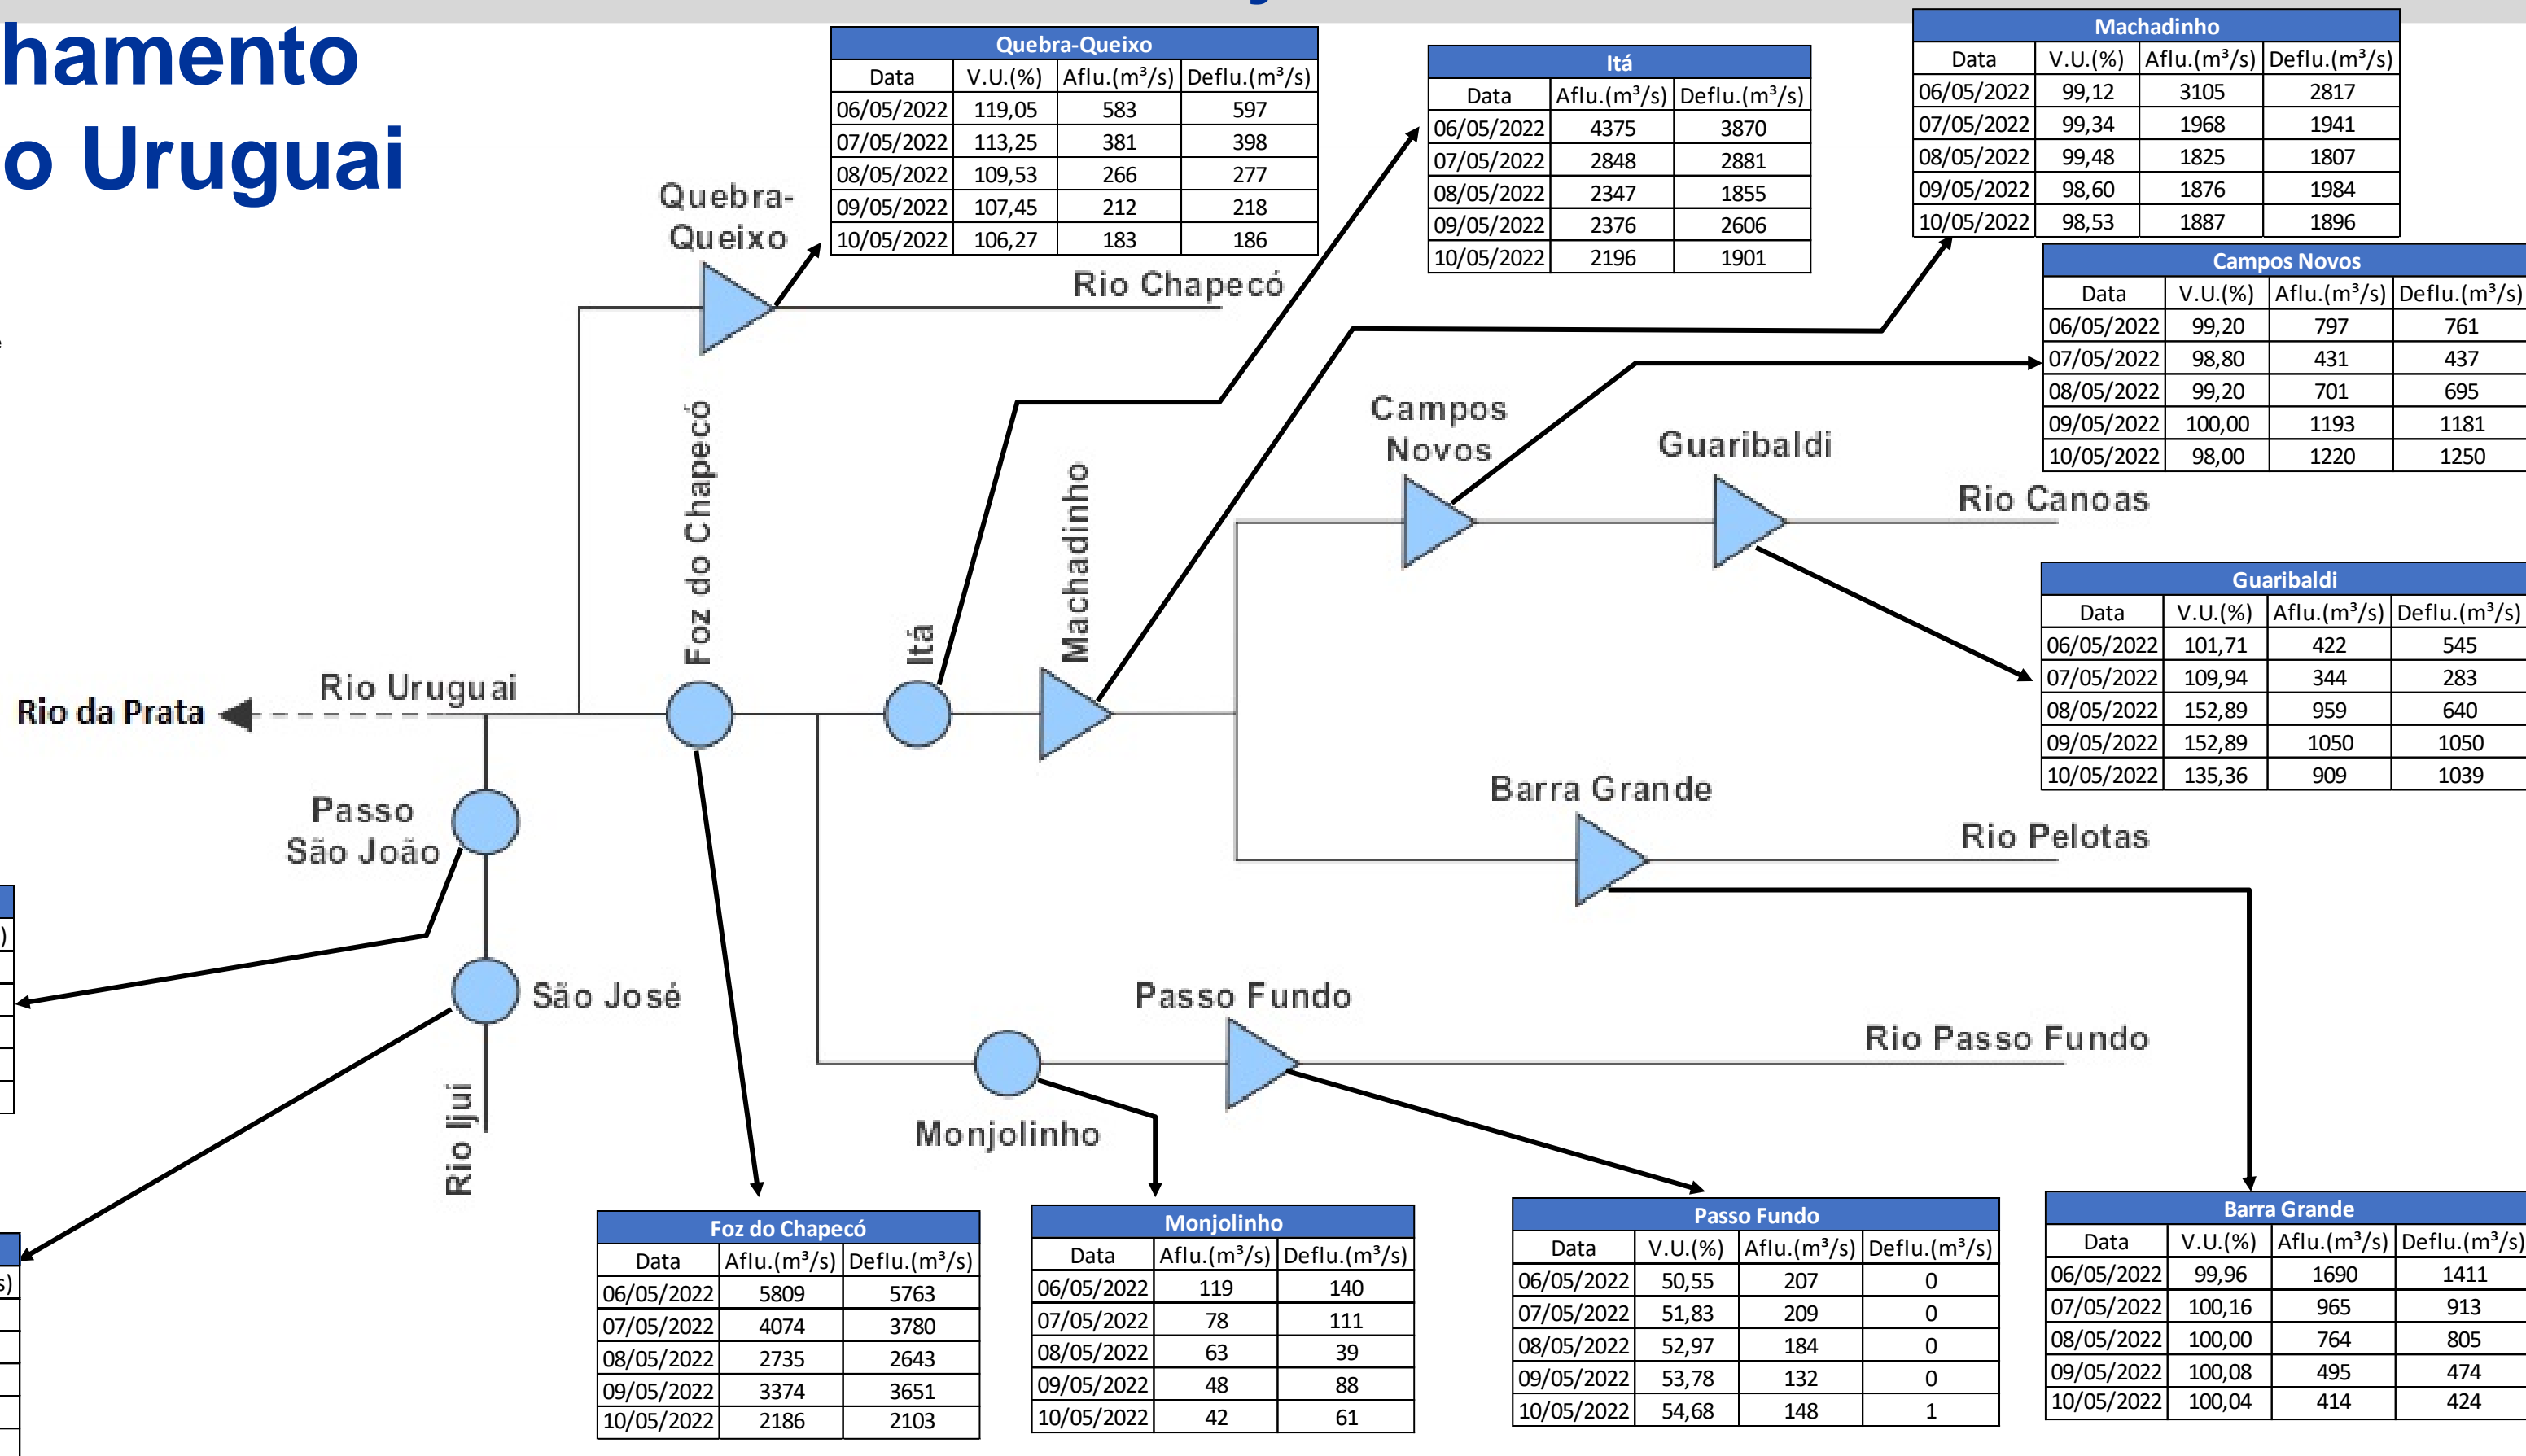 hamento
o Uruguai
Quebra-Queixo
Data V.U.(%) Aflu.(m³/s) Deflu.(m³/s)
06/05/2022 119,05 583 597
07/05/2022 113,25 381 398
08/05/2022 109,53 266 277
09/05/2022 107,45 212 218
10/05/2022 106,27 183 186
Itá
Data Aflu.(m³/s) Deflu.(m³/s)
06/05/2022 4375 3870
07/05/2022 2848 2881
08/05/2022 2347 1855
09/05/2022 2376 2606
10/05/2022 2196 1901
Machadinho
Data V.U.(%) Aflu.(m³/s) Deflu.(m³/s)
06/05/2022 99,12 3105 2817
07/05/2022 99,34 1968 1941
08/05/2022 99,48 1825 1807
09/05/2022 98,60 1876 1984
10/05/2022 98,53 1887 1896
Campos Novos
Data V.U.(%) Aflu.(m³/s) Deflu.(m³/s)
06/05/2022 99,20 797 761
07/05/2022 98,80 431 437
08/05/2022 99,20 701 695
09/05/2022 100,00 1193 1181
10/05/2022 98,00 1220 1250
Quebra-
Queixo
Rio Chapecó
Foz do Chapecó
Itá
Machadinho
Campos
Novos
Guaribaldi
Rio Canoas
Guaribaldi
Data V.U.(%) Aflu.(m³/s) Deflu.(m³/s)
06/05/2022 101,71 422 545
07/05/2022 109,94 344 283
08/05/2022 152,89 959 640
09/05/2022 152,89 1050 1050
10/05/2022 135,36 909 1039
Rio da Prata
Rio Uruguai
Passo
São João
Barra Grande
Rio Pelotas
São José
Rio Ijuí
Passo Fundo
Rio Passo Fundo
Monjolinho
)
s)
Foz do Chapecó
Data Aflu.(m³/s) Deflu.(m³/s)
06/05/2022 5809 5763
07/05/2022 4074 3780
08/05/2022 2735 2643
09/05/2022 3374 3651
10/05/2022 2186 2103
Monjolinho
Data Aflu.(m³/s) Deflu.(m³/s)
06/05/2022 119 140
07/05/2022 78 111
08/05/2022 63 39
09/05/2022 48 88
10/05/2022 42 61
Passo Fundo
Data V.U.(%) Aflu.(m³/s) Deflu.(m³/s)
06/05/2022 50,55 207 0
07/05/2022 51,83 209 0
08/05/2022 52,97 184 0
09/05/2022 53,78 132 0
10/05/2022 54,68 148 1
Barra Grande
Data V.U.(%) Aflu.(m³/s) Deflu.(m³/s)
06/05/2022 99,96 1690 1411
07/05/2022 100,16 965 913
08/05/2022 100,00 764 805
09/05/2022 100,08 495 474
10/05/2022 100,04 414 424